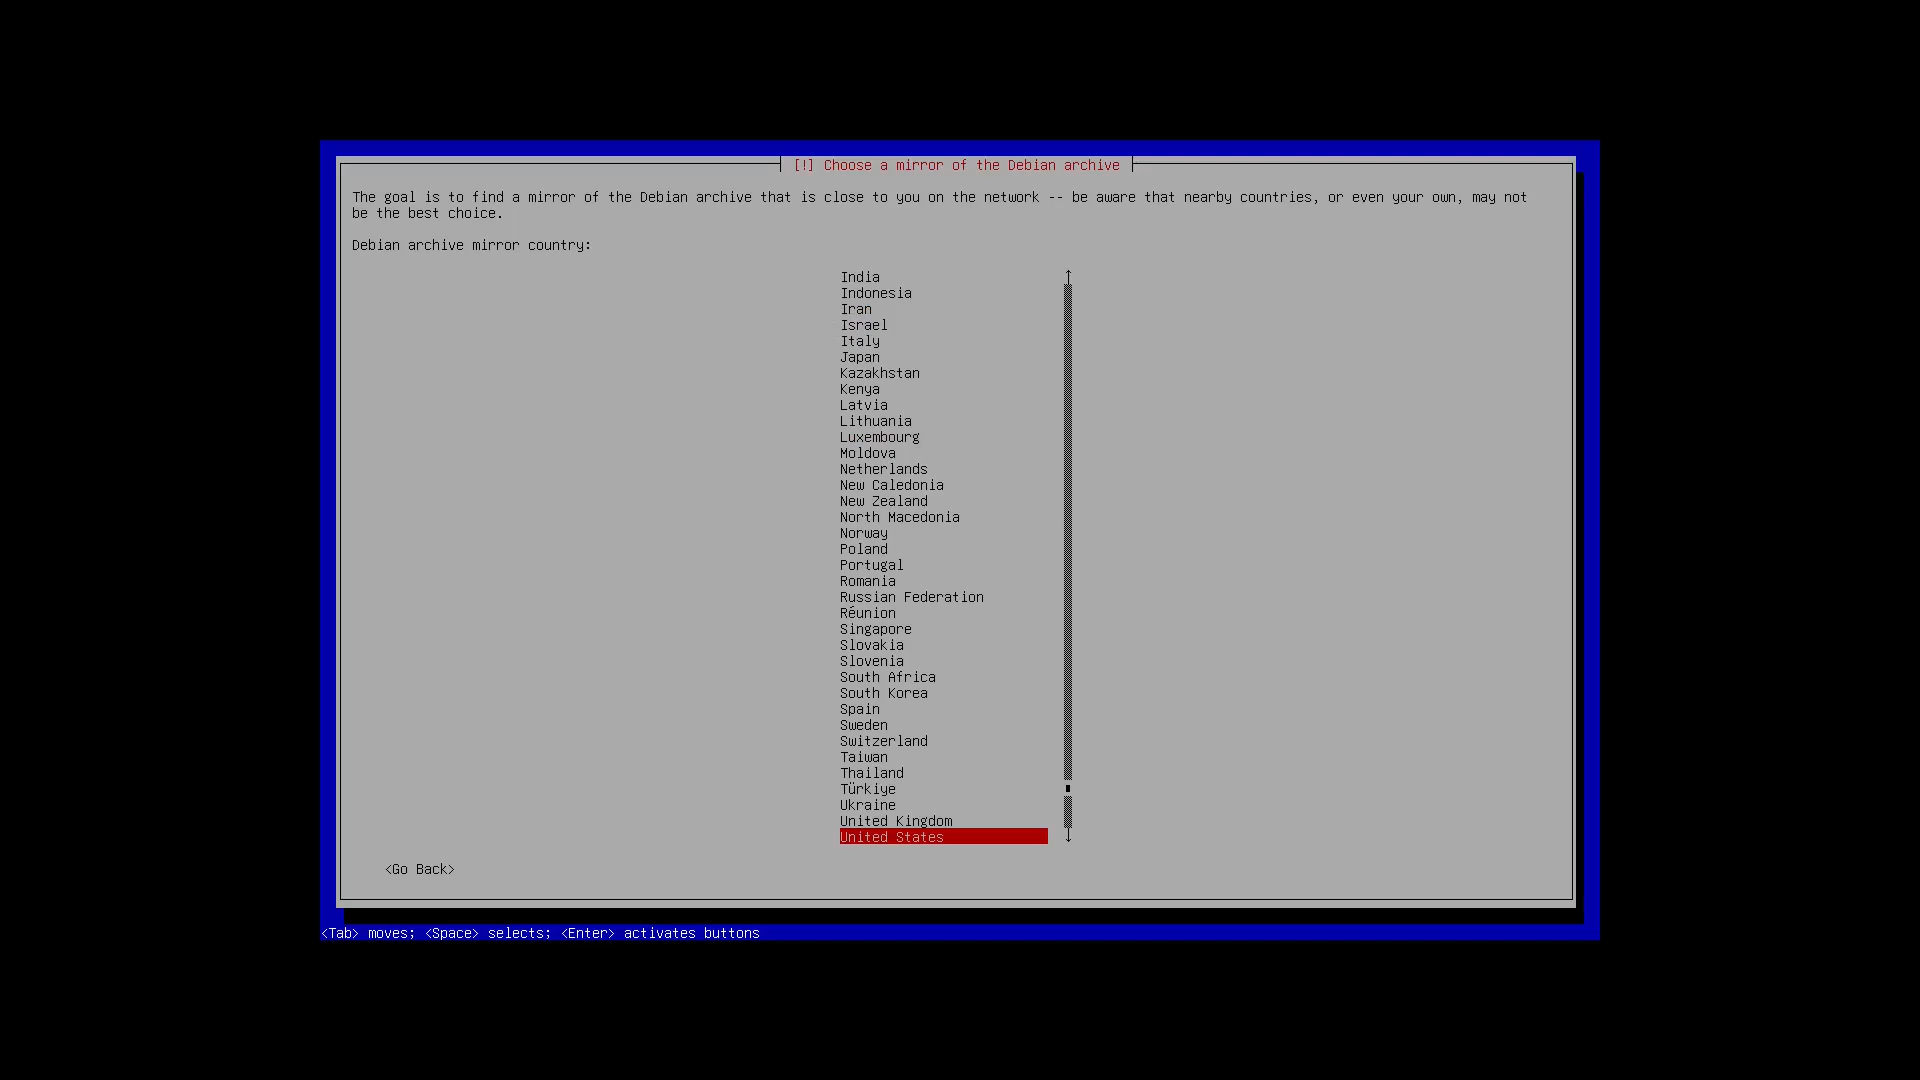 [!] Choose a mirror of the Debian archive
The goal is to find a mirror of the Debian archive that is close to you on the network -- be aware that nearby countries, or even your own, may not
be the best choice.
Debian archive mirror country:
India
Indonesia
Iran
Israel
Italy
Japan
Kazakhstan
Kenya
Latvia
Lithuania
Luxembourg
Moldova
Netherlands
New Caledonia
New Zealand
North Macedonia
Norway
Poland
Portugal
Romania
Russian Federation
Réunion
Singapore
Slovakia
Slovenia
South Africa
South Korea
Spain
Sweden
Switzerland
Taiwan
Thailand
Türkiye
Ukraine
United Kingdom
United States
<Go Back>
<Tab> moves; <Space> selects; <Enter> activates buttons